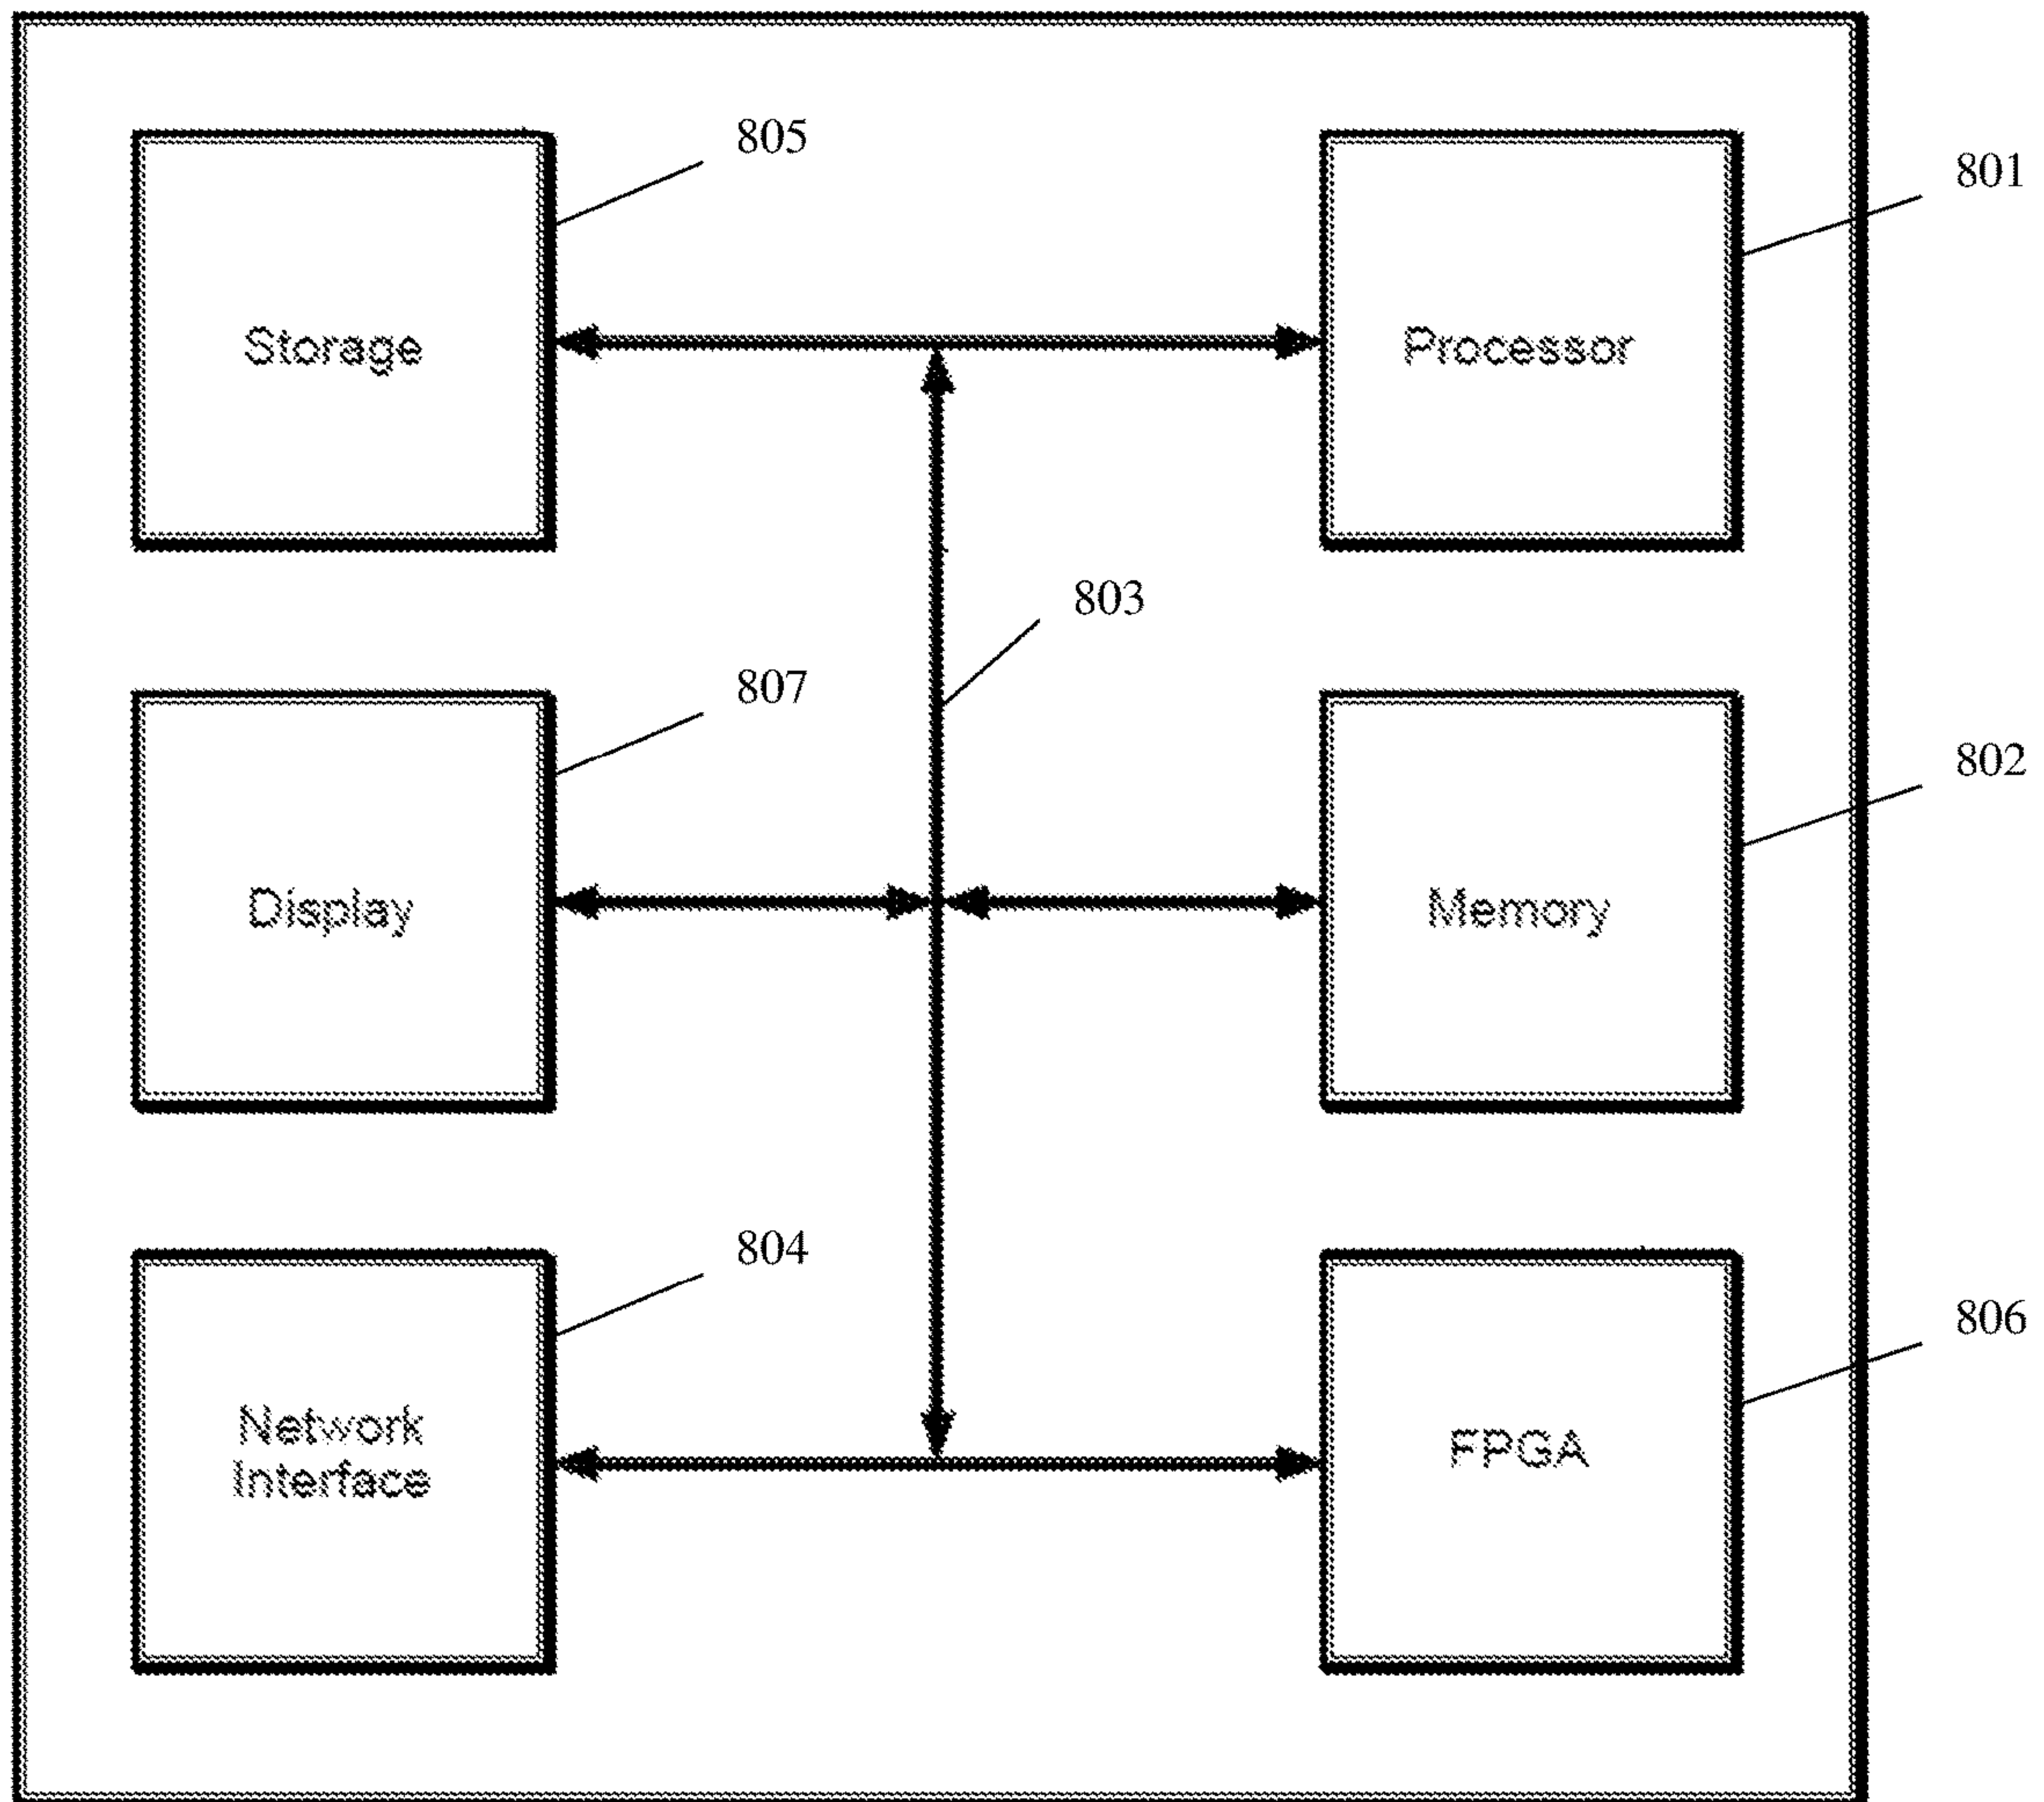 805
801
Storage
Processor
803
807
802
Display
Memory
804
806
Network
Interface
FPGA